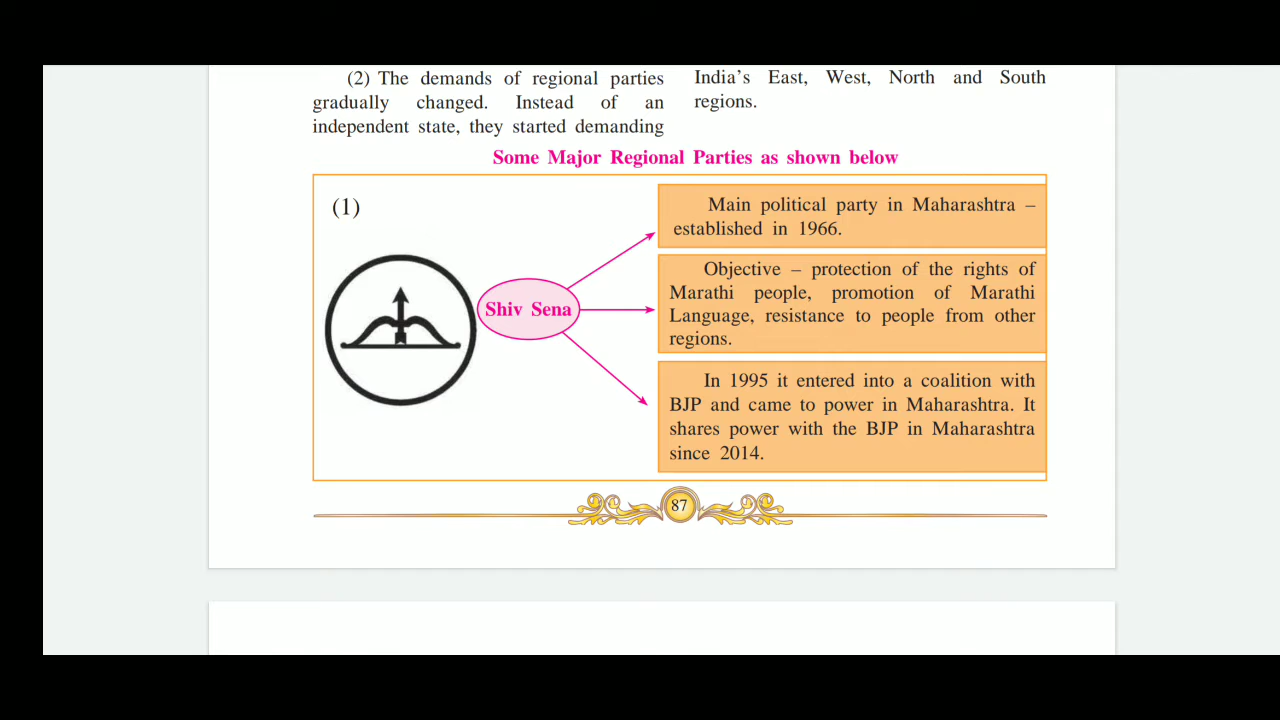 (2) The demands of regional parties
gradually changed. Instead of an
independent state, they started demanding
India's East, West, North and South
regions.
Some Major Regional Parties as shown below
(1)
Shiv Sena
Main political party in Maharashtra –
established in 1966.
Objective – protection of the rights of
Marathi people, promotion of Marathi
Language, resistance to people from other
regions.
In 1995 it entered into a coalition with
BJP and came to power in Maharashtra. It
shares power with the BJP in Maharashtra
since 2014.
87